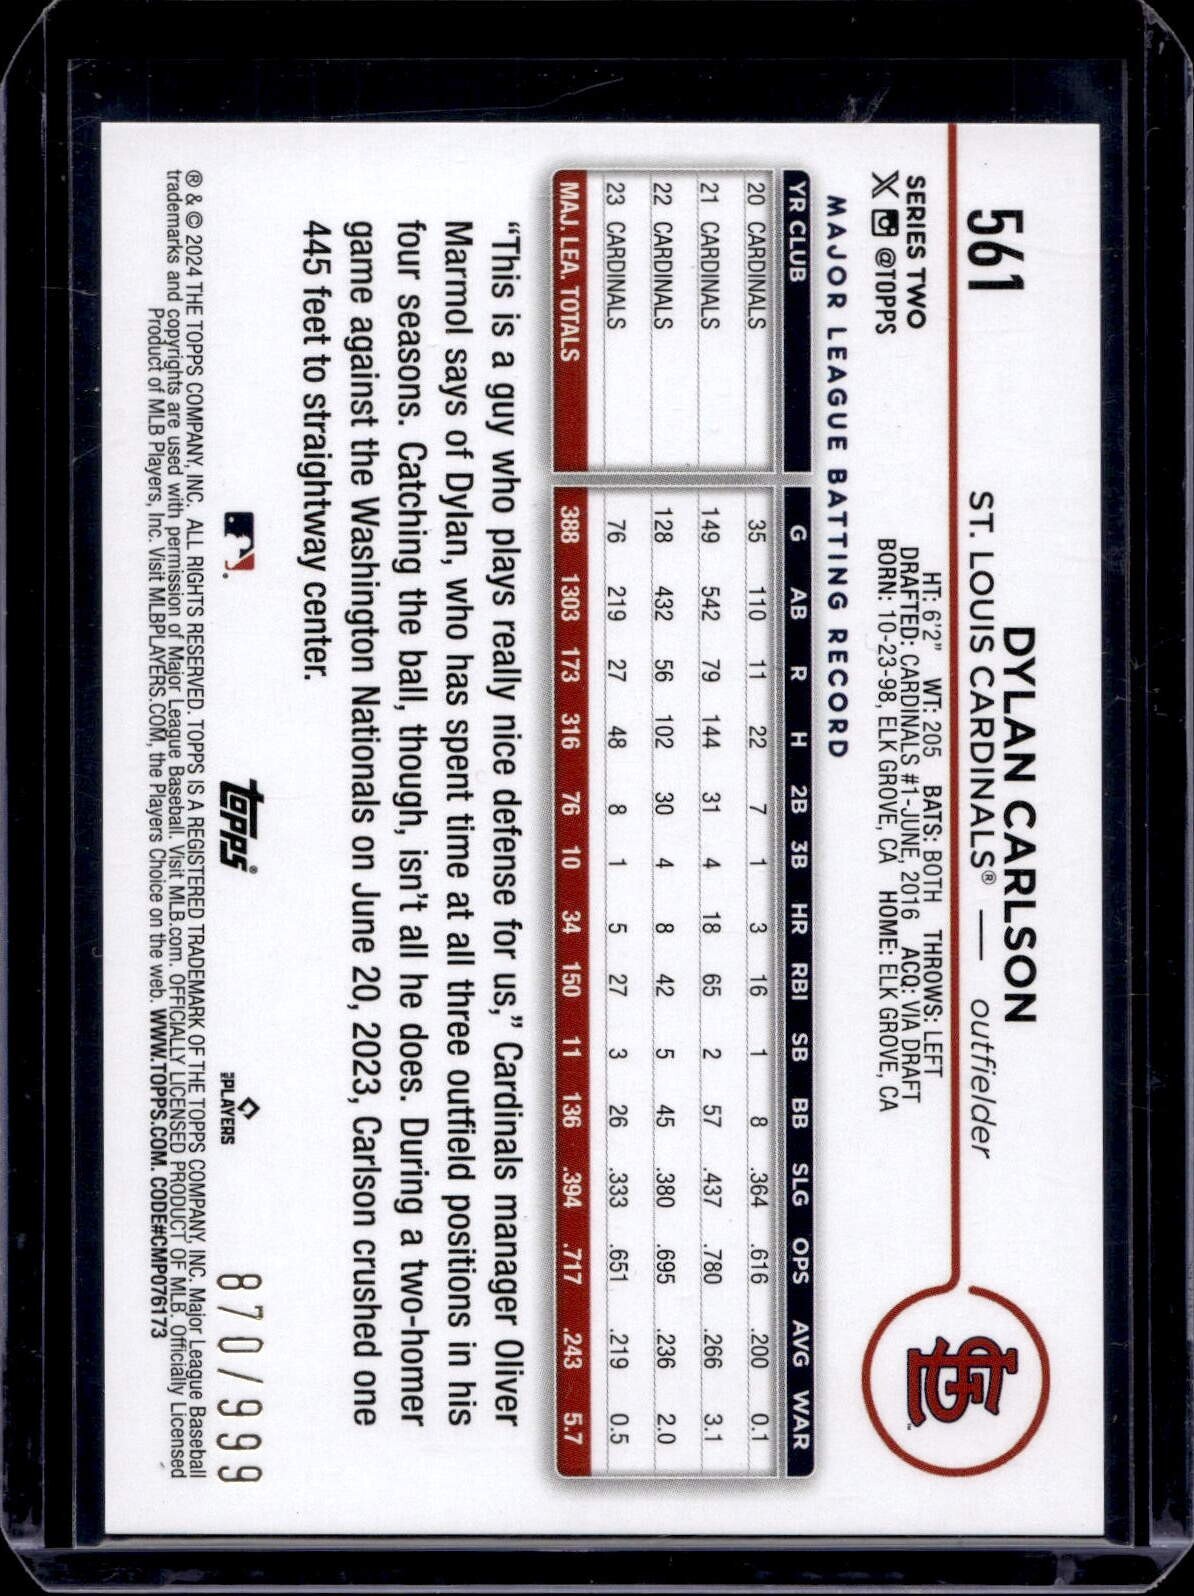 561
DYLAN CARLSON
ST. LOUIS CARDINALS® — outfielder
SERIES TWO
@TOPPS
HT: 6'2" WT: 205 BATS: BOTH THROWS: LEFT
DRAFTED: CARDINALS #1-JUNE, 2016 ACQ: VIA DRAFT
BORN: 10-23-98, ELK GROVE, CA HOME: ELK GROVE, CA
MAJOR LEAGUE BATTING RECORD
YR CLUB G AB R H 2B 3B HR RBI SB BB SLG OPS AVG WAR
20 CARDINALS 35 110 11 22 7 1 3 16 1 8 .364 .616 .200 0.1
21 CARDINALS 149 542 79 144 31 4 18 65 2 57 .437 .780 .266 3.1
22 CARDINALS 128 432 56 102 30 4 8 42 5 45 .380 .695 .236 2.0
23 CARDINALS 76 219 27 48 8 1 5 27 3 26 .333 .651 .219 0.5
MAJ. LEA. TOTALS 388 1303 173 316 76 10 34 150 11 136 .394 .717 .243 5.7
“This is a guy who plays really nice defense for us,” Cardinals manager Oliver
Marmol says of Dylan, who has spent time at all three outfield positions in his
four seasons. Catching the ball, though, isn’t all he does. During a two-homer
game against the Washington Nationals on June 20, 2023, Carlson crushed one
445 feet to straightway center.
topps®
PLAYERS
870/999
® & © 2024 THE TOPPS COMPANY, INC. ALL RIGHTS RESERVED. TOPPS IS A REGISTERED TRADEMARK OF THE TOPPS COMPANY, INC. Major League Baseball
trademarks and copyrights are used with permission of Major League Baseball. Visit MLB.com. OFFICIALLY LICENSED PRODUCT OF MLB. Officially Licensed
Product of MLB Players, Inc. Visit MLBPLAYERS.COM, the Players Choice on the web. WWW.TOPPS.COM. CODE#CMP076173